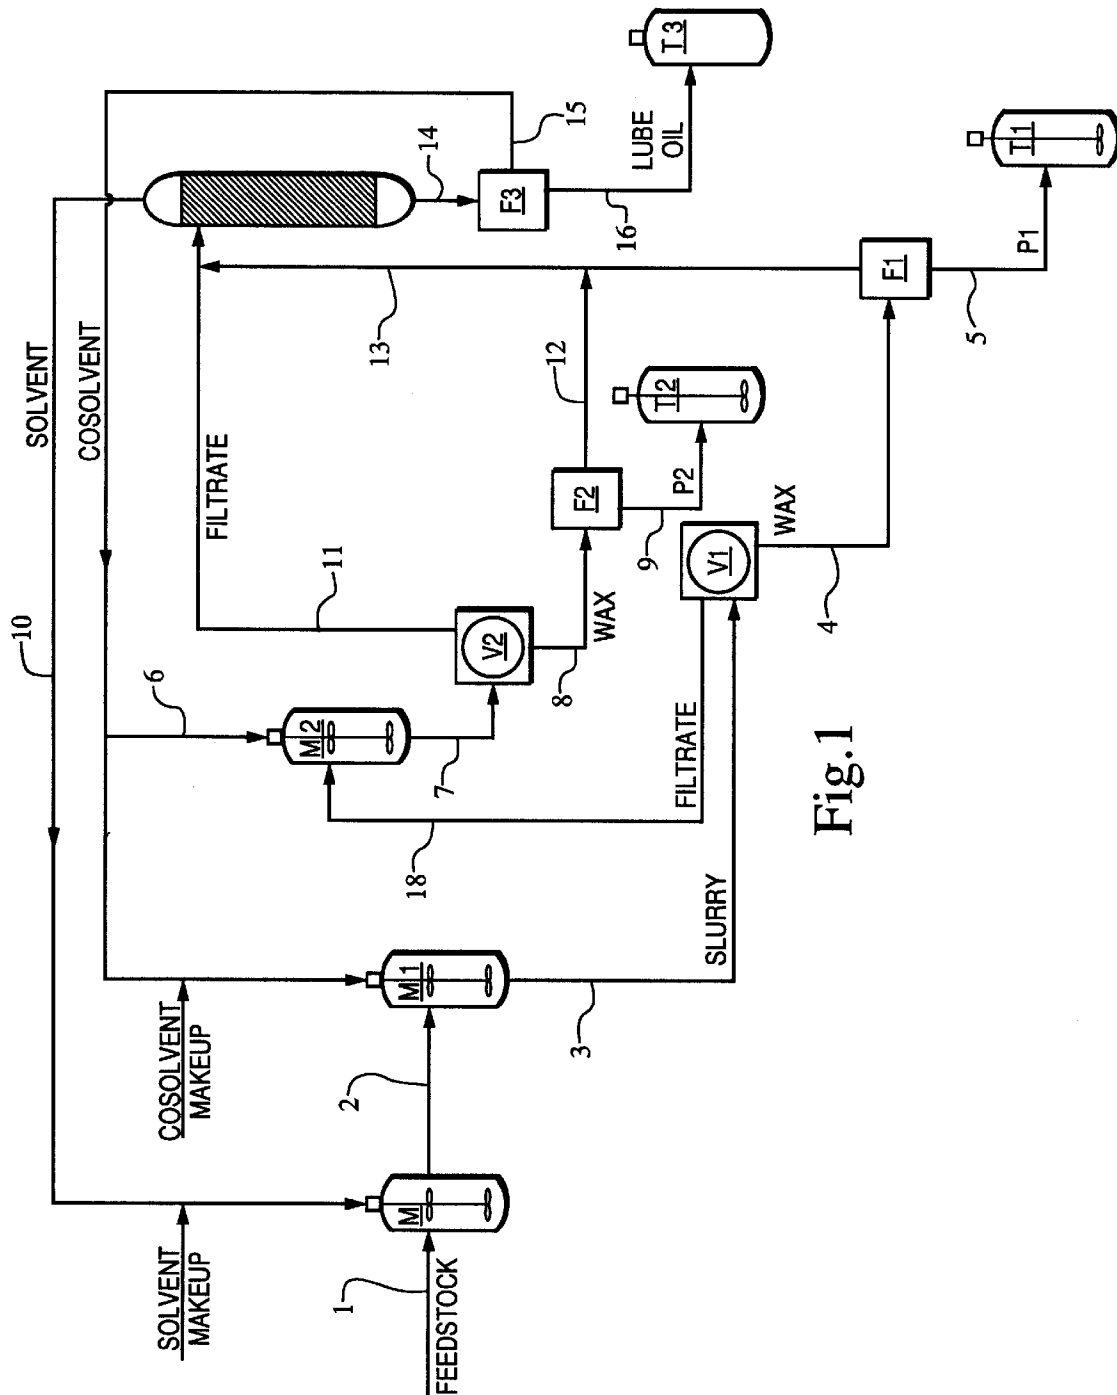 10
SOLVENT
COSOLVENT
SOLVENT
MAKEUP
COSOLVENT
MAKEUP
6
FILTRATE
11
13
15
14
F3
16
LUBE
OIL
T3
1
FEEDSTOCK
M
2
M1
3
SLURRY
18
FILTRATE
M2
7
V2
8
WAX
F2
12
9
P2
T2
V1
4
WAX
F1
5
P1
T1
Fig.1